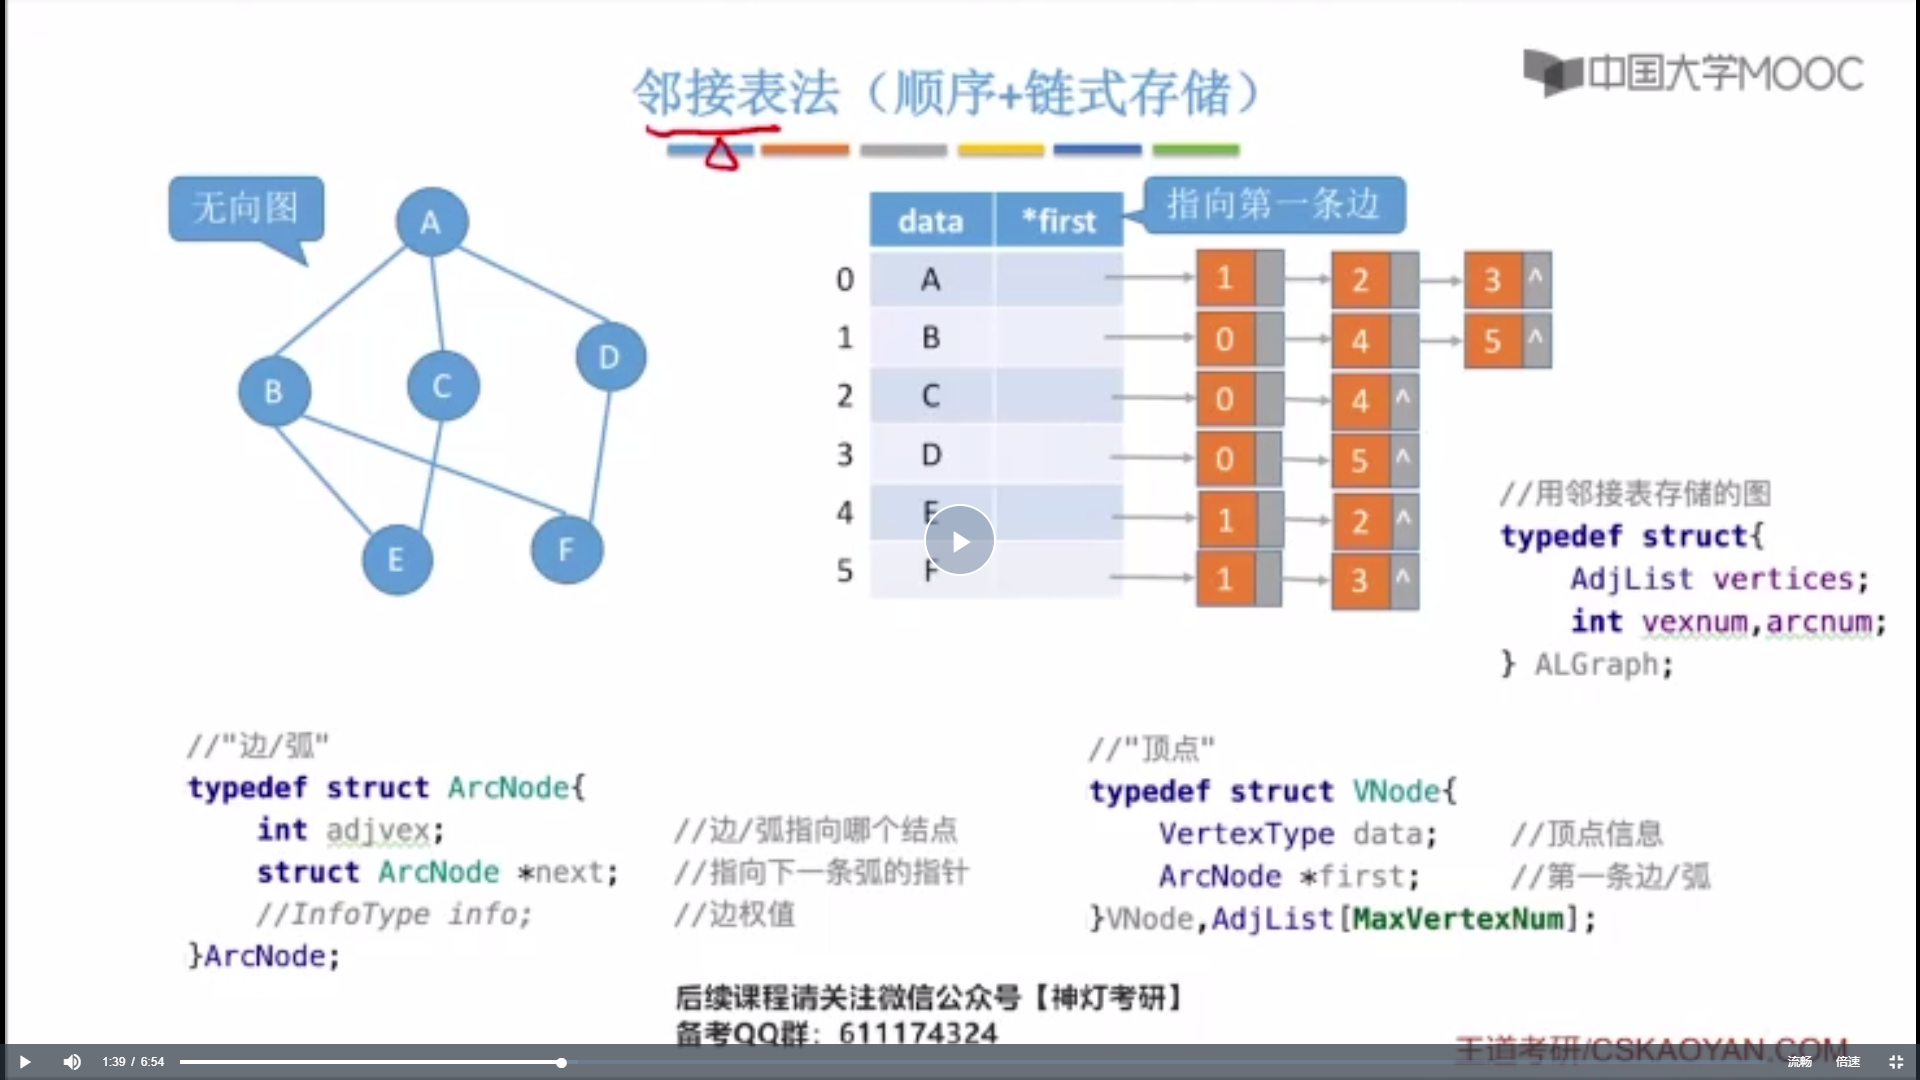 中国大学MOOC
邻接表法（顺序+链式存储）
无向图
A
B
C
D
E
F
data *first
指向第一条边
0 A 1 2 3 ^
1 B 0 4 5 ^
2 C 0 4 ^
3 D 0 5 ^
4 E 1 2 ^
5 F 1 3 ^
//用邻接表存储的图
typedef struct{
AdjList vertices;
int vexnum,arcnum;
} ALGraph;
//"边/弧"
typedef struct ArcNode{
int adjvex; //边/弧指向哪个结点
struct ArcNode *next; //指向下一条弧的指针
//InfoType info; //边权值
}ArcNode;
//"顶点"
typedef struct VNode{
VertexType data; //顶点信息
ArcNode *first; //第一条边/弧
}VNode,AdjList[MaxVertexNum];
后续课程请关注微信公众号【神灯考研】
备考QQ群：611174324
王道考研/CSKAOYAN.COM
1:39 / 6:54
流畅 倍速